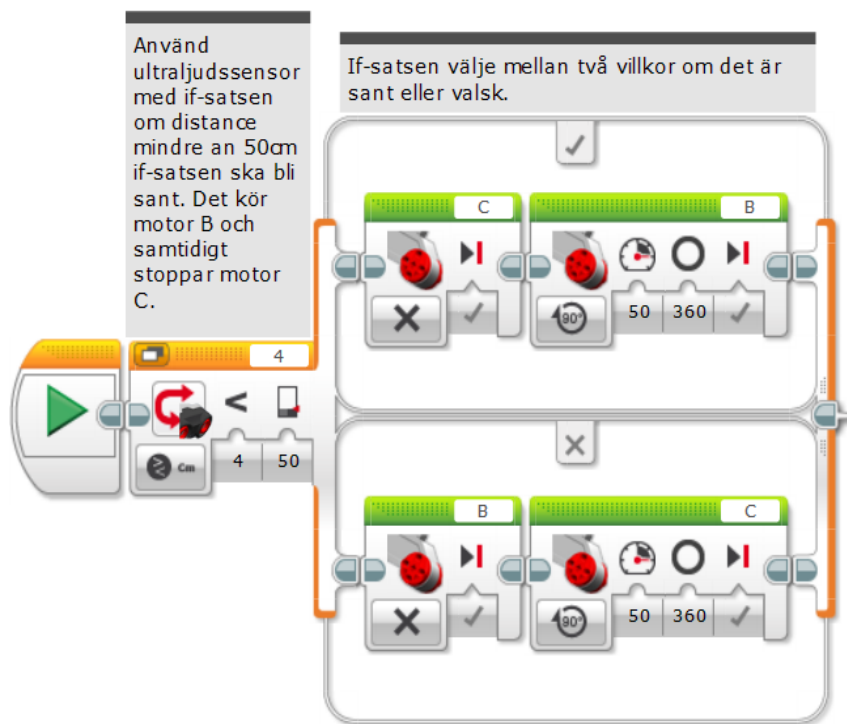 Använd
ultraljudssensor
med if-satsen
om distance
mindre an 50cm
if-satsen ska bli
sant. Det kör
motor B och
samtidigt
stoppar motor
C.
If-satsen välje mellan två villkor om det är
sant eller valsk.
C
B
90°
50 360
4
<
Cm
4 50
B
C
90°
50 360